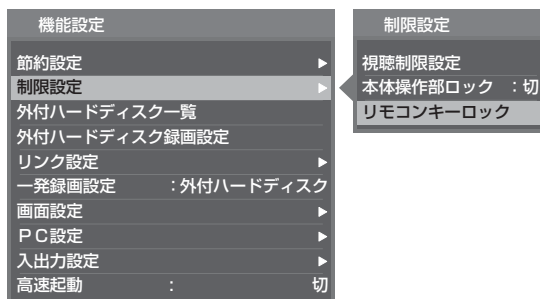 機能設定
節約設定 ▶
制限設定 ▶
外付ハードディスク一覧
外付ハードディスク録画設定
リンク設定 ▶
一発録画設定 ：外付ハードディスク
画面設定 ▶
ＰＣ設定 ▶
入出力設定 ▶
高速起動 ： 切
制限設定
視聴制限設定
本体操作部ロック ：切
リモコンキーロック